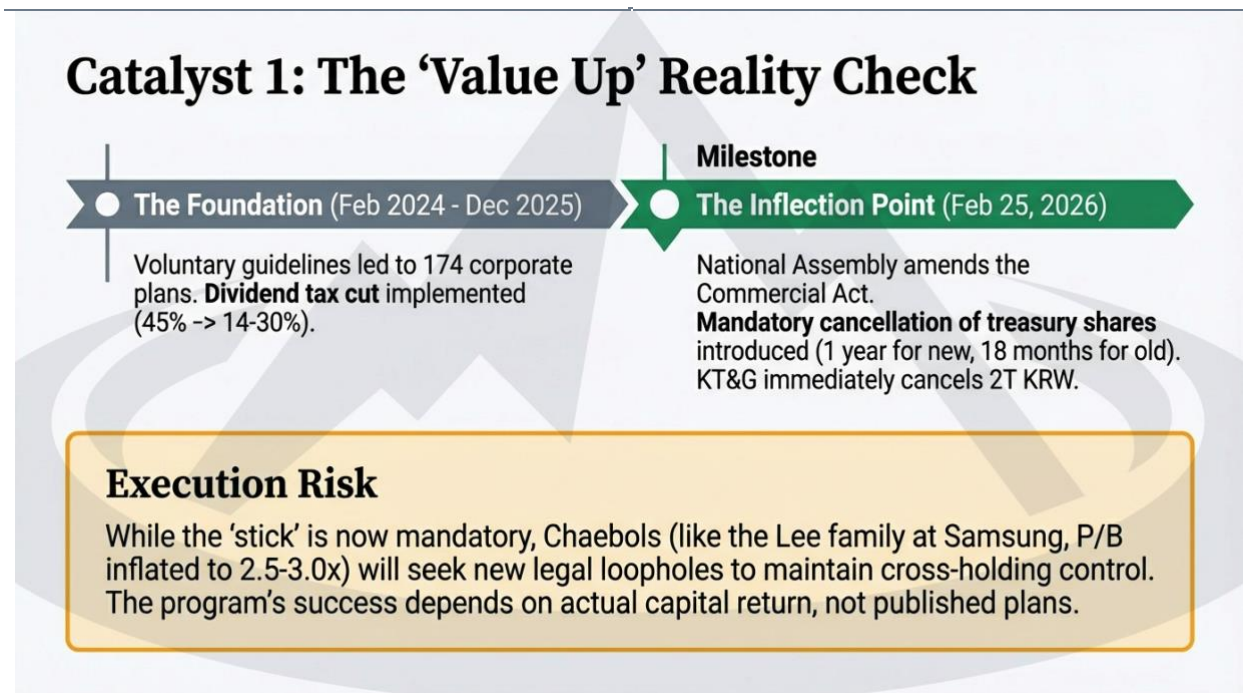 Catalyst 1: The ‘Value Up’ Reality Check
Milestone
The Foundation (Feb 2024 - Dec 2025)
The Inflection Point (Feb 25, 2026)
Voluntary guidelines led to 174 corporate
plans. Dividend tax cut implemented
(45% -> 14-30%).
National Assembly amends the
Commercial Act.
Mandatory cancellation of treasury shares
introduced (1 year for new, 18 months for old).
KT&G immediately cancels 2T KRW.
Execution Risk
While the ‘stick’ is now mandatory, Chaebols (like the Lee family at Samsung, P/B
inflated to 2.5-3.0x) will seek new legal loopholes to maintain cross-holding control.
The program’s success depends on actual capital return, not published plans.